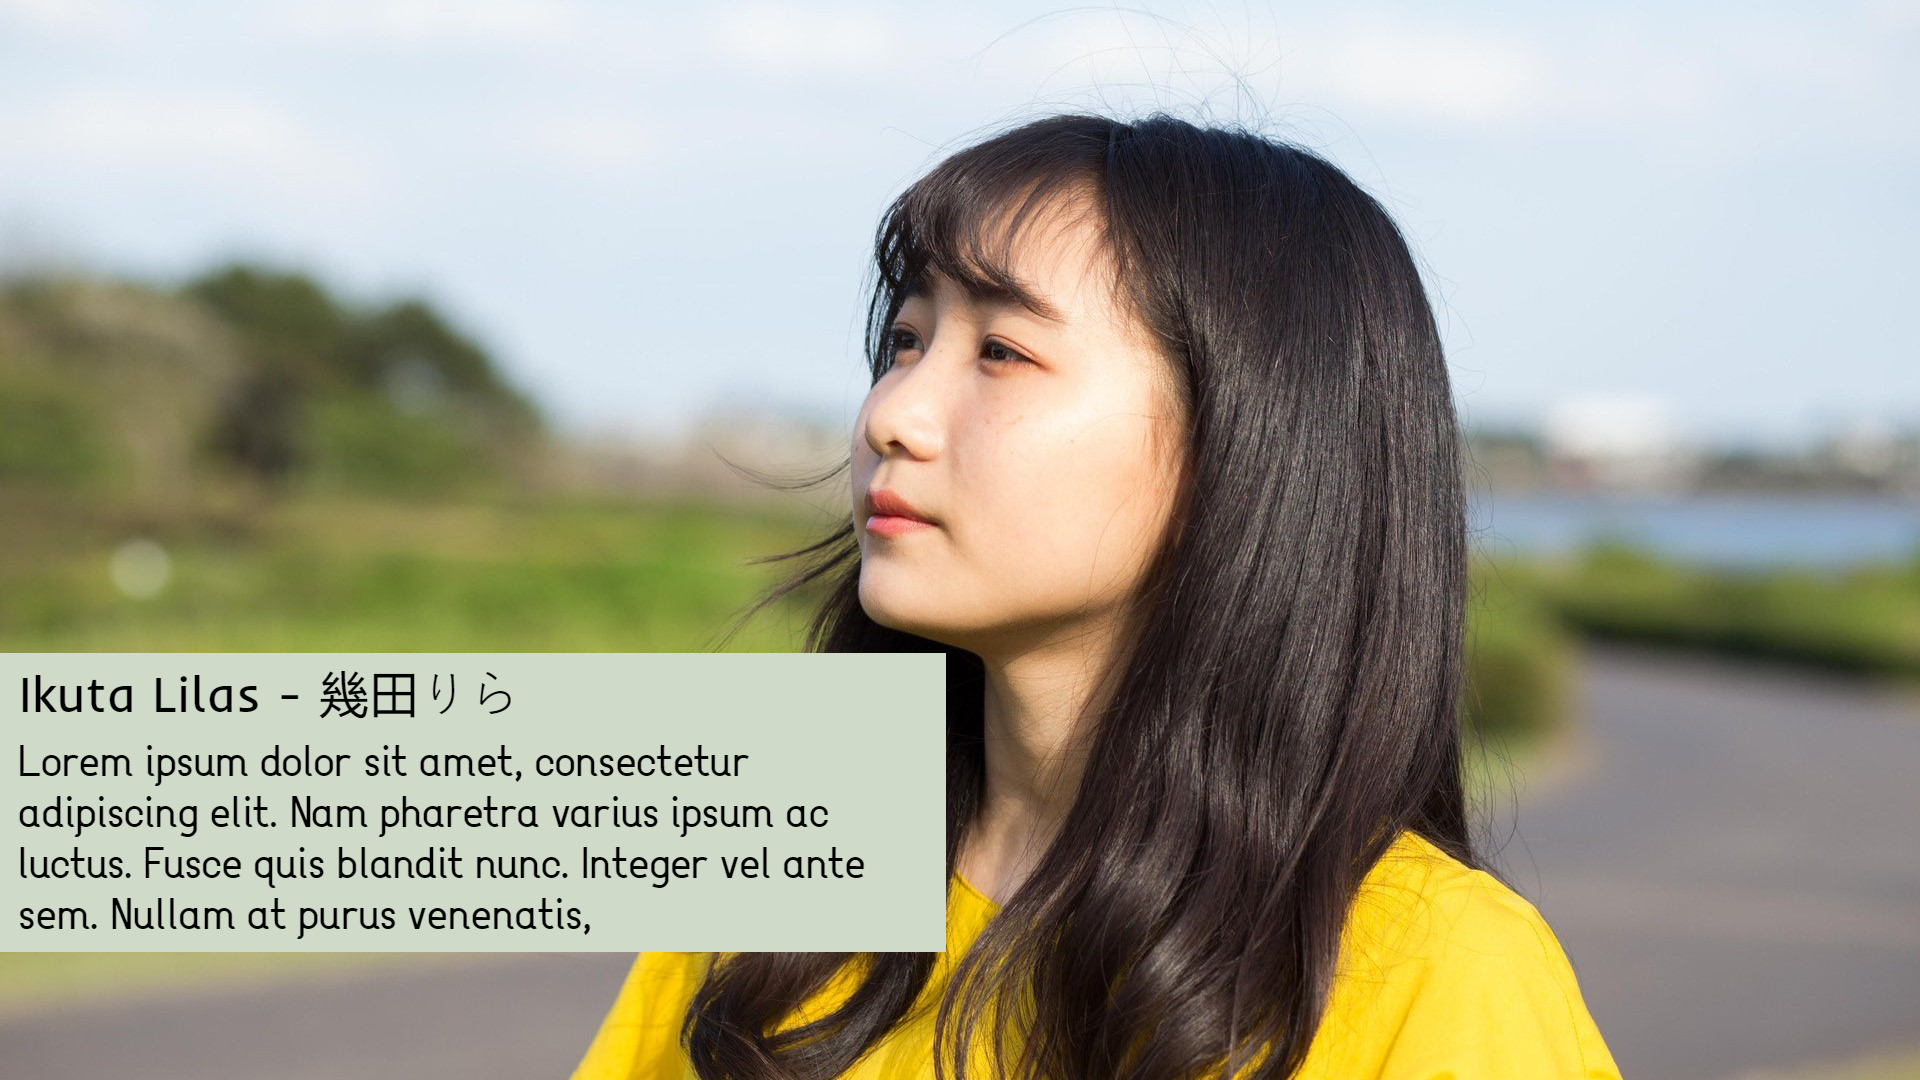 Ikuta Lilas - 幾田りら
Lorem ipsum dolor sit amet, consectetur
adipiscing elit. Nam pharetra varius ipsum ac
luctus. Fusce quis blandit nunc. Integer vel ante
sem. Nullam at purus venenatis,